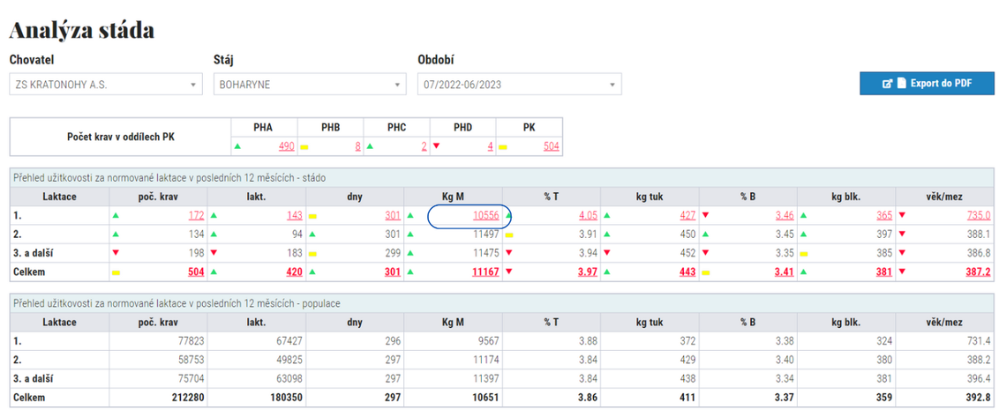 Analýza stáda
Chovatel Stáj Období
ZS KRATONOHY A.S. BOHARYNE 07/2022-06/2023 Export do PDF
Počet krav v oddílech PK PHA PHB PHC PHD PK
490 8 2 4 504
Přehled užitkovosti za normované laktace v posledních 12 měsících - stádo
Laktace poč. krav lakt. dny Kg M % T kg tuk % B kg blk. věk/mez
1. 172 143 301 10556 4.05 427 3.46 365 735.0
2. 134 94 301 11497 3.91 450 3.45 397 388.1
3. a další 198 183 299 11475 3.94 452 3.35 385 386.8
Celkem 504 420 301 11167 3.97 443 3.41 381 387.2
Přehled užitkovosti za normované laktace v posledních 12 měsících - populace
Laktace poč. krav lakt. dny Kg M % T kg tuk % B kg blk. věk/mez
1. 77823 67427 296 9567 3.88 372 3.38 324 731.4
2. 58753 49825 297 11174 3.84 429 3.40 380 388.2
3. a další 75704 63098 297 11397 3.84 438 3.34 381 396.4
Celkem 212280 180350 297 10651 3.86 411 3.37 359 392.8